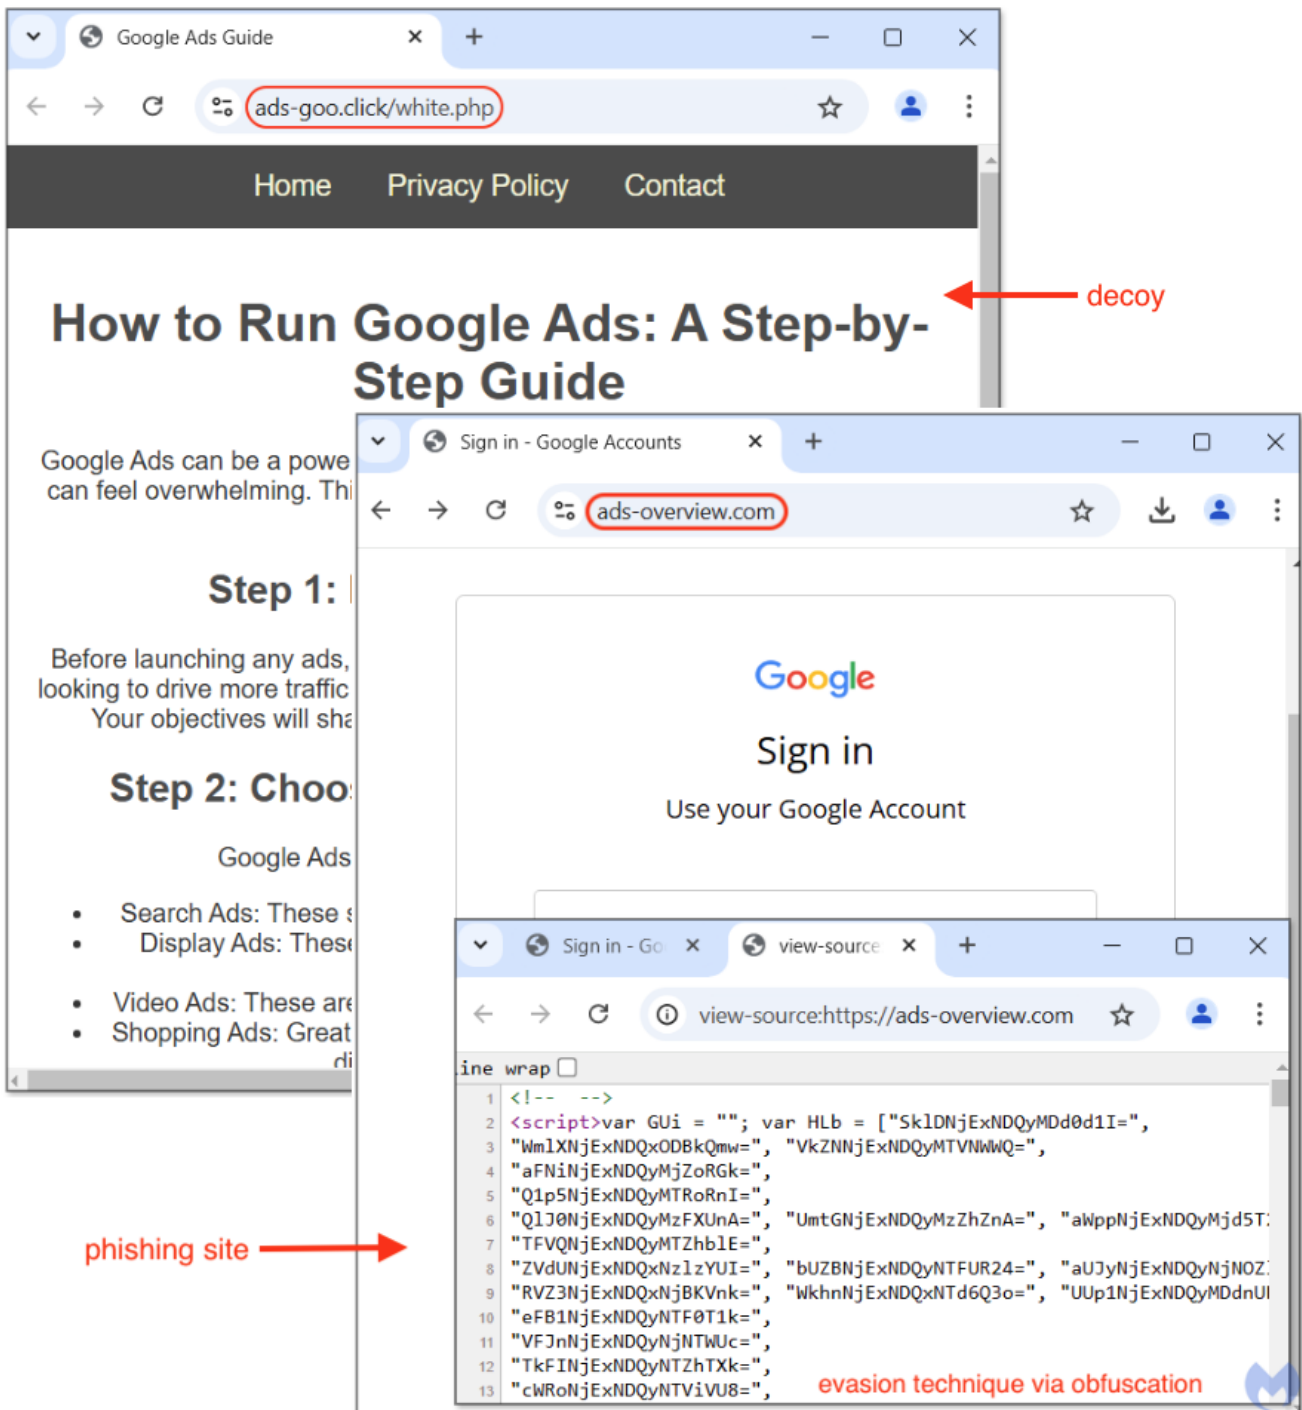 Google Ads Guide
ads-goo.click/white.php
Home Privacy Policy Contact
How to Run Google Ads: A Step-by-
Step Guide
decoy
Google Ads can be a powe
can feel overwhelming. Thi
Step 1:
Before launching any ads,
looking to drive more traffic
Your objectives will sha
Step 2: Choo
Google Ads
• Search Ads: These s
• Display Ads: These
• Video Ads: These are
• Shopping Ads: Great
di
Sign in - Google Accounts
ads-overview.com
Google
Sign in
Use your Google Account
Sign in - Go
view-source
view-source:https://ads-overview.com
ine wrap
1 <!-- -->
2 <script>var GUi = ""; var HLb = ["SklDNjExNDQyMDd0d1I=",
3 "WmlXNjExNDQxODBkQmw=", "VkZNNjExNDQyMTVNWWQ=",
4 "aFNiNjExNDQyMjZoRGk=",
5 "Q1p5NjExNDQyMTRoRnI=",
6 "QlJ0NjExNDQyMzFXUnA=", "UmtGNjExNDQyMzZhZnA=", "aWppNjExNDQyMjd5T
7 "TFVQNjExNDQyMTZhblE=",
8 "ZVdUNjExNDQxNzlzYUI=", "bUZBNjExNDQyNTFUR24=", "aUJyNjExNDQyNjNOZ
9 "RVZ3NjExNDQxNjBKVnk=", "WkhnNjExNDQxNTd6Q3o=", "UUp1NjExNDQyMDdnU
10 "eFB1NjExNDQyNTF0T1k=",
11 "VFJnNjExNDQyNjNTWUc=",
12 "TkFINjExNDQyNTZhTXk=",
13 "cWRoNjExNDQyNTViVU8=",
phishing site
evasion technique via obfuscation